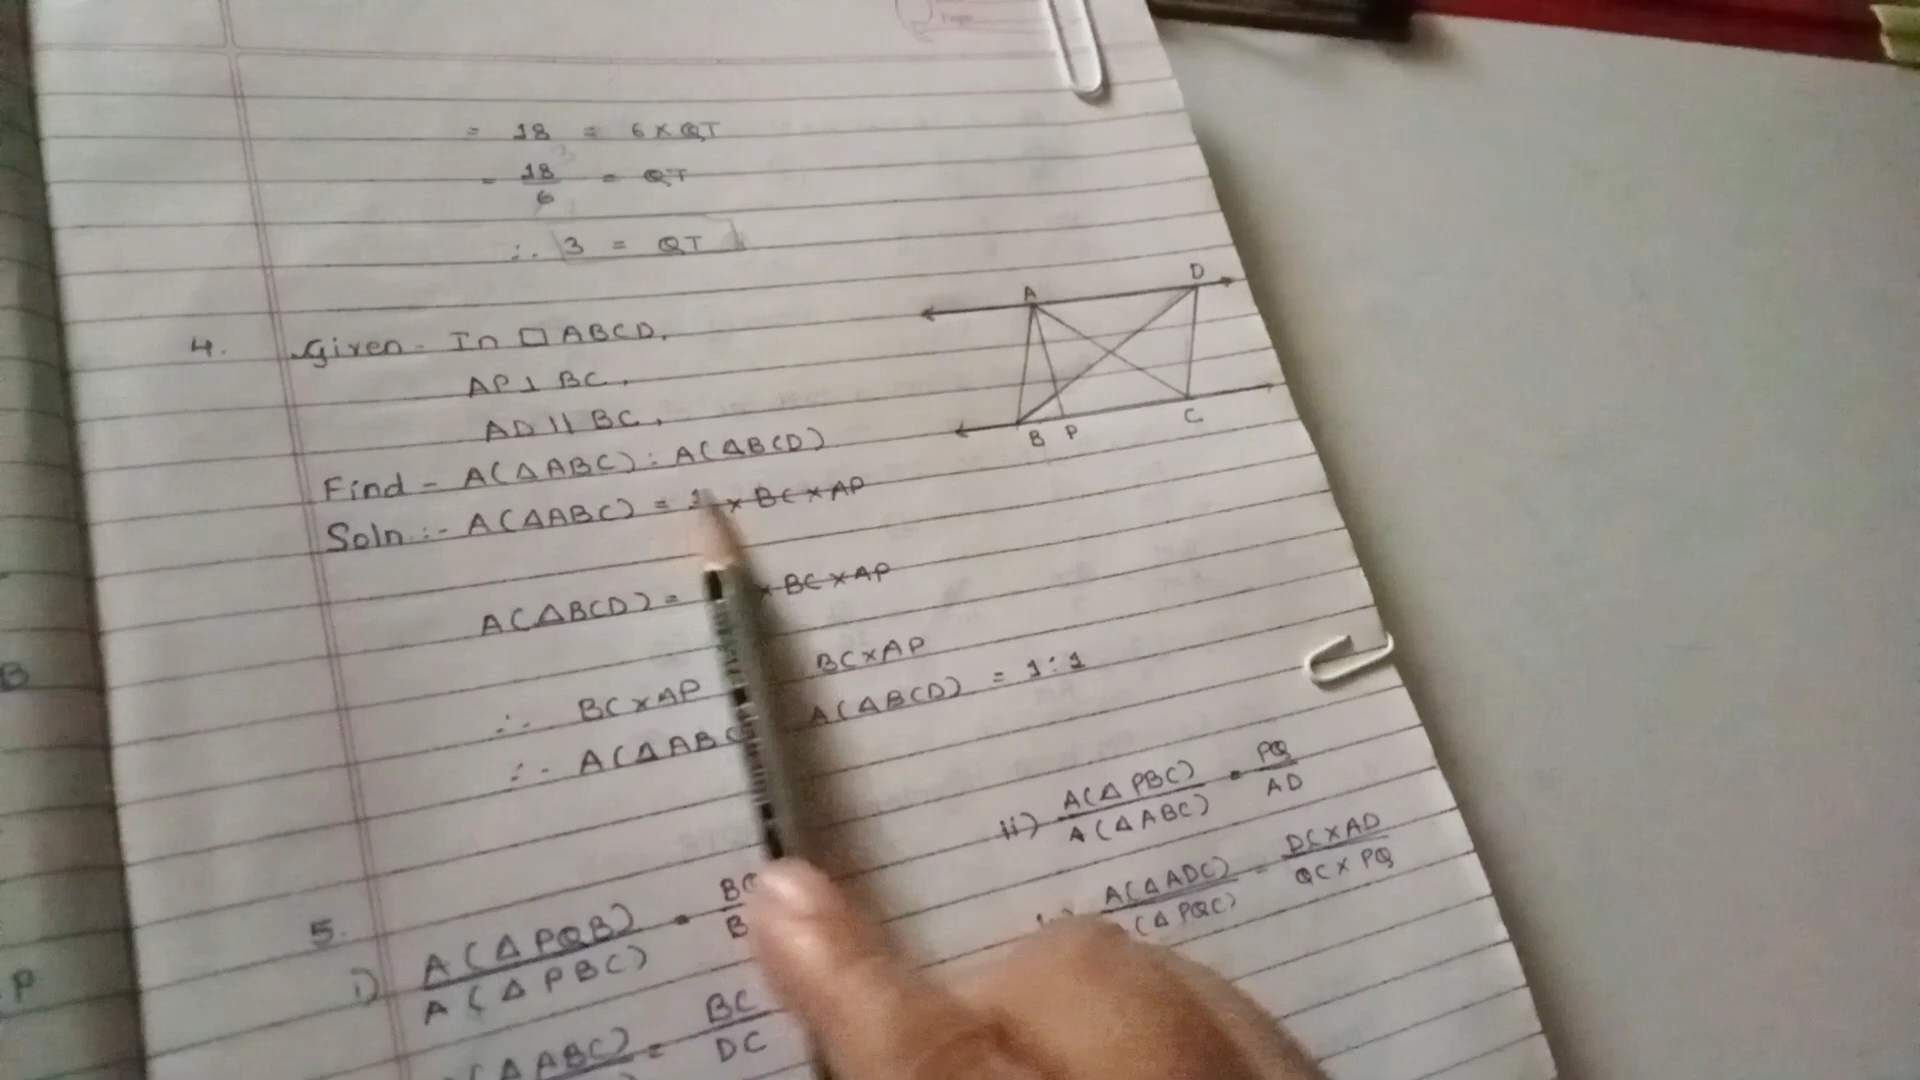 = 18 = 6 × QT
= 18/6 = QT
∴ 3 = QT
4. Given - In □ ABCD,
AP ⊥ BC,
AD || BC,
Find - A(△ABC) : A(△BCD)
Soln :- A(△ABC) = 1 × BC × AP
A(△BCD) = × BC × AP
∴ BC × AP BC × AP
∴ A(△ABC A(△BCD) = 1 : 1
A D
B P C
5.
i) A(△PQB)/A(△PBC) =
ii) A(△PBC)/A(△ABC) = PQ/AD
A(△ABC) = BC/DC
A(△ADC)/(△PQC) = DC × AD/QC × PQ
B
P